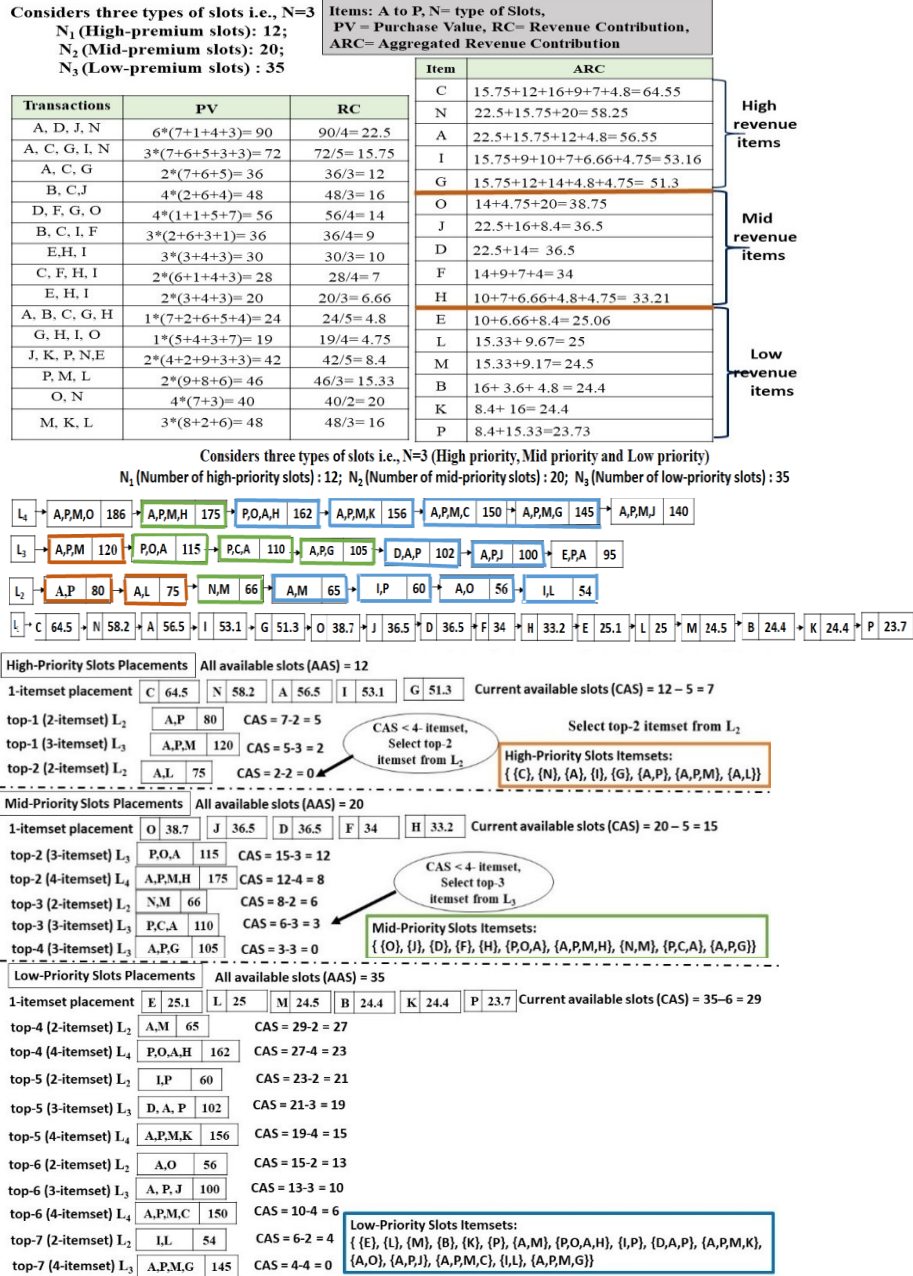 Considers three types of slots i.e., N=3
N₁ (High-premium slots): 12;
N₂ (Mid-premium slots): 20;
N₃ (Low-premium slots) : 35
Items: A to P, N= type of Slots,
PV = Purchase Value, RC= Revenue Contribution,
ARC= Aggregated Revenue Contribution
Transactions PV RC
A, D, J, N 6*(7+1+4+3)= 90 90/4= 22.5
A, C, G, I, N 3*(7+6+5+3+3)= 72 72/5= 15.75
A, C, G 2*(7+6+5)= 36 36/3= 12
B, C,J 4*(2+6+4)= 48 48/3= 16
D, F, G, O 4*(1+1+5+7)= 56 56/4= 14
B, C, I, F 3*(2+6+3+1)= 36 36/4= 9
E,H, I 3*(3+4+3)= 30 30/3= 10
C, F, H, I 2*(6+1+4+3)= 28 28/4= 7
E, H, I 2*(3+4+3)= 20 20/3= 6.66
A, B, C, G, H 1*(7+2+6+5+4)= 24 24/5= 4.8
G, H, I, O 1*(5+4+3+7)= 19 19/4= 4.75
J, K, P, N,E 2*(4+2+9+3+3)= 42 42/5= 8.4
P, M, L 2*(9+8+6)= 46 46/3= 15.33
O, N 4*(7+3)= 40 40/2= 20
M, K, L 3*(8+2+6)= 48 48/3= 16
Item ARC
C 15.75+12+16+9+7+4.8= 64.55
N 22.5+15.75+20= 58.25
A 22.5+15.75+12+4.8= 56.55
I 15.75+9+10+7+6.66+4.75= 53.16
G 15.75+12+14+4.8+4.75= 51.3
O 14+4.75+20= 38.75
J 22.5+16+8.4= 36.5
D 22.5+14= 36.5
F 14+9+7+4= 34
H 10+7+6.66+4.8+4.75= 33.21
E 10+6.66+8.4= 25.06
L 15.33+ 9.67= 25
M 15.33+9.17= 24.5
B 16+ 3.6+ 4.8 = 24.4
K 8.4+ 16= 24.4
P 8.4+15.33=23.73
High
revenue
items
Mid
revenue
items
Low
revenue
items
Considers three types of slots i.e., N=3 (High priority, Mid priority and Low priority)
N₁ (Number of high-priority slots) : 12; N₂ (Number of mid-priority slots) : 20; N₃ (Number of low-priority slots) : 35
L₄ A,P,M,O 186 A,P,M,H 175 P,O,A,H 162 A,P,M,K 156 A,P,M,C 150 A,P,M,G 145 A,P,M,J 140
L₃ A,P,M 120 P,O,A 115 P,C,A 110 A,P,G 105 D,A,P 102 A,P,J 100 E,P,A 95
L₂ A,P 80 A,L 75 N,M 66 A,M 65 I,P 60 A,O 56 I,L 54
L C 64.5 N 58.2 A 56.5 I 53.1 G 51.3 O 38.7 J 36.5 D 36.5 F 34 H 33.2 E 25.1 L 25 M 24.5 B 24.4 K 24.4 P 23.7
High-Priority Slots Placements All available slots (AAS) = 12
1-itemset placement C 64.5 N 58.2 A 56.5 I 53.1 G 51.3 Current available slots (CAS) = 12 – 5 = 7
top-1 (2-itemset) L₂ A,P 80 CAS = 7-2 = 5
top-1 (3-itemset) L₃ A,P,M 120 CAS = 5-3 = 2
top-2 (2-itemset) L₂ A,L 75 CAS = 2-2 = 0
CAS < 4- itemset,
Select top-2
itemset from L₂
Select top-2 itemset from L₂
High-Priority Slots Itemsets:
{ {C}, {N}, {A}, {I}, {G}, {A,P}, {A,P,M}, {A,L}}
Mid-Priority Slots Placements All available slots (AAS) = 20
1-itemset placement O 38.7 J 36.5 D 36.5 F 34 H 33.2 Current available slots (CAS) = 20 – 5 = 15
top-2 (3-itemset) L₃ P,O,A 115 CAS = 15-3 = 12
top-2 (4-itemset) L₄ A,P,M,H 175 CAS = 12-4 = 8
top-3 (2-itemset) L₂ N,M 66 CAS = 8-2 = 6
top-3 (3-itemset) L₃ P,C,A 110 CAS = 6-3 = 3
top-4 (3-itemset) L₃ A,P,G 105 CAS = 3-3 = 0
CAS < 4- itemset,
Select top-3
itemset from L₃
Mid-Priority Slots Itemsets:
{ {O}, {J}, {D}, {F}, {H}, {P,O,A}, {A,P,M,H}, {N,M}, {P,C,A}, {A,P,G}}
Low-Priority Slots Placements All available slots (AAS) = 35
1-itemset placement E 25.1 L 25 M 24.5 B 24.4 K 24.4 P 23.7 Current available slots (CAS) = 35–6 = 29
top-4 (2-itemset) L₂ A,M 65 CAS = 29-2 = 27
top-4 (4-itemset) L₄ P,O,A,H 162 CAS = 27-4 = 23
top-5 (2-itemset) L₂ I,P 60 CAS = 23-2 = 21
top-5 (3-itemset) L₃ D, A, P 102 CAS = 21-3 = 19
top-5 (4-itemset) L₄ A,P,M,K 156 CAS = 19-4 = 15
top-6 (2-itemset) L₂ A,O 56 CAS = 15-2 = 13
top-6 (3-itemset) L₃ A, P, J 100 CAS = 13-3 = 10
top-6 (4-itemset) L₄ A,P,M,C 150 CAS = 10-4 = 6
top-7 (2-itemset) L₂ I,L 54 CAS = 6-2 = 4
top-7 (4-itemset) L₃ A,P,M,G 145 CAS = 4-4 = 0
Low-Priority Slots Itemsets:
{ {E}, {L}, {M}, {B}, {K}, {P}, {A,M}, {P,O,A,H}, {I,P}, {D,A,P}, {A,P,M,K},
{A,O}, {A,P,J}, {A,P,M,C}, {I,L}, {A,P,M,G}}